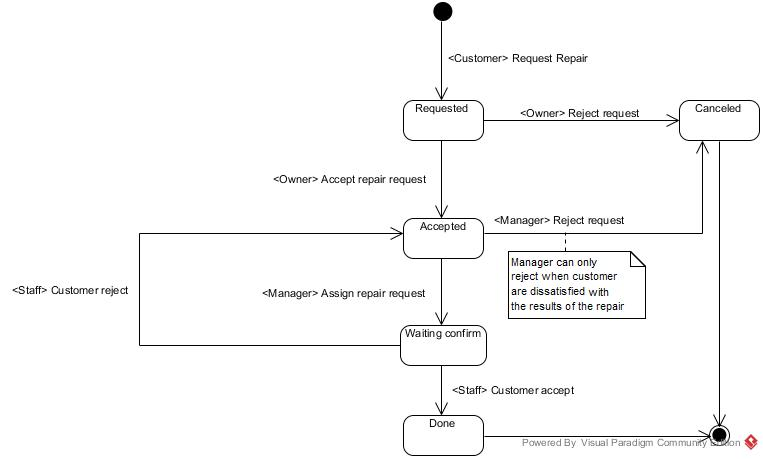 <Customer> Request Repair
Requested
<Owner> Reject request
Canceled
<Owner> Accept repair request
Accepted
<Manager> Reject request
Manager can only
reject when customer
are dissatisfied with
the results of the repair
<Staff> Customer reject
<Manager> Assign repair request
Waiting confirm
<Staff> Customer accept
Done
Powered By Visual Paradigm Community Edition